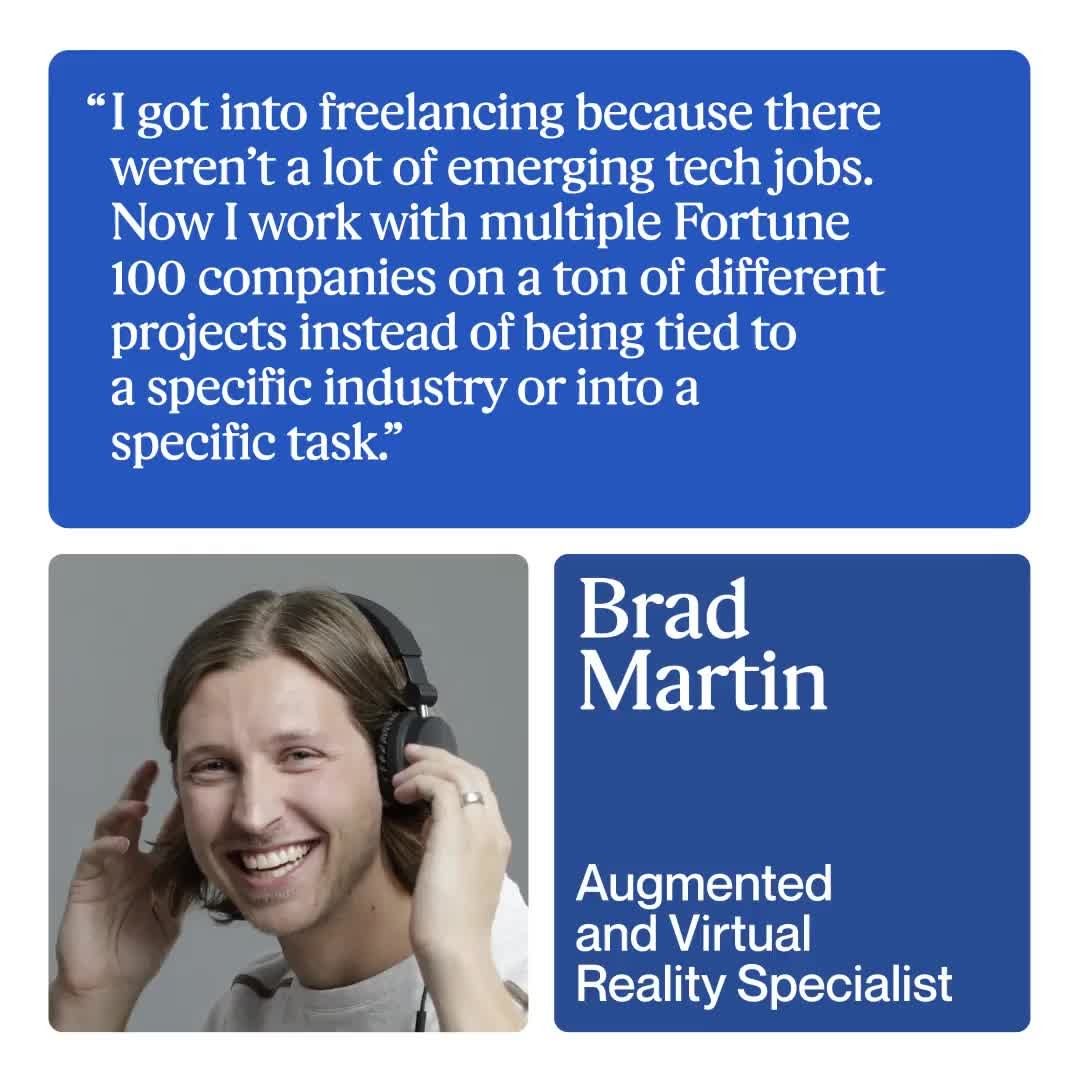 “I got into freelancing because there
weren’t a lot of emerging tech jobs.
Now I work with multiple Fortune
100 companies on a ton of different
projects instead of being tied to
a specific industry or into a
specific task.”
Brad
Martin
Augmented
and Virtual
Reality Specialist